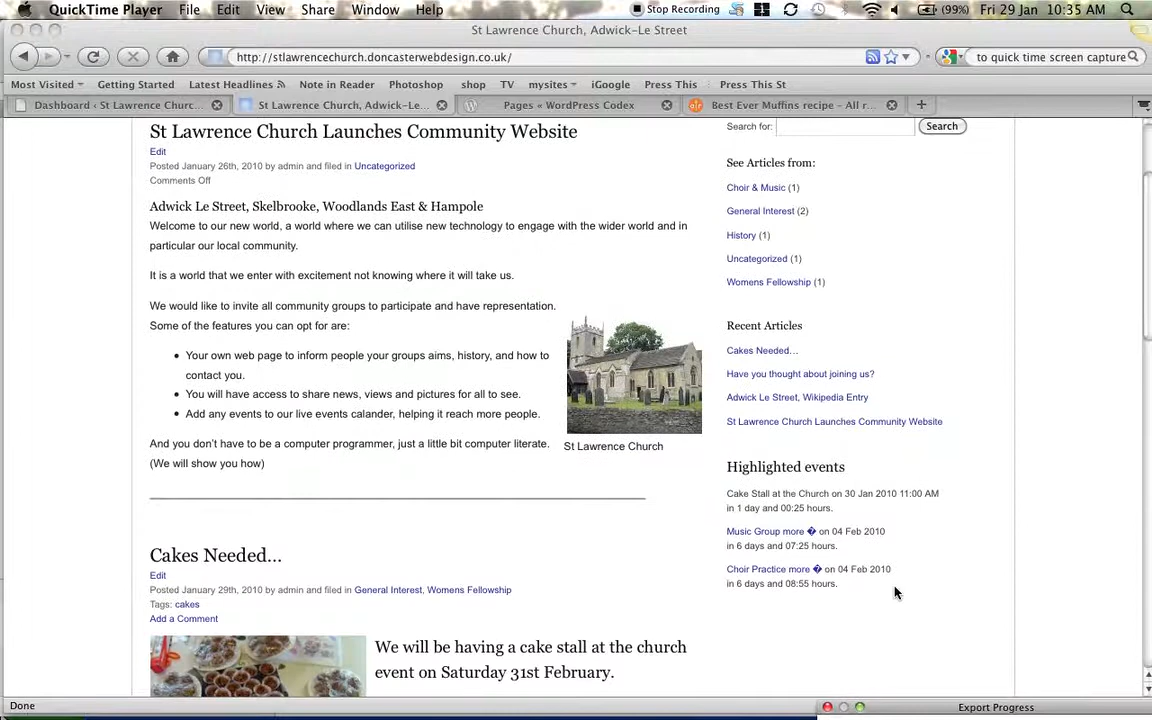 QuickTime Player File Edit View Share Window Help Stop Recording (99%) Fri 29 Jan 10:35 AM
St Lawrence Church, Adwick-Le Street
http://stlawrencechurch.doncasterwebdesign.co.uk/ to quick time screen capture
Most Visited Getting Started Latest Headlines Note in Reader Photoshop shop TV mysites iGoogle Press This Press This St
Dashboard ‹ St Lawrence Churc... St Lawrence Church, Adwick-Le... Pages « WordPress Codex Best Ever Muffins recipe – All r...
St Lawrence Church Launches Community Website
Edit
Posted January 26th, 2010 by admin and filed in Uncategorized
Comments Off
Adwick Le Street, Skelbrooke, Woodlands East & Hampole
Welcome to our new world, a world where we can utilise new technology to engage with the wider world and in
particular our local community.
It is a world that we enter with excitement not knowing where it will take us.
We would like to invite all community groups to participate and have representation.
Some of the features you can opt for are:
• Your own web page to inform people your groups aims, history, and how to
contact you.
• You will have access to share news, views and pictures for all to see.
• Add any events to our live events calander, helping it reach more people.
And you don't have to be a computer programmer, just a little bit computer literate.
(We will show you how)
St Lawrence Church
Cakes Needed...
Edit
Posted January 29th, 2010 by admin and filed in General Interest, Womens Fellowship
Tags: cakes
Add a Comment
We will be having a cake stall at the church
event on Saturday 31st February.
Search for: Search
See Articles from:
Choir & Music (1)
General Interest (2)
History (1)
Uncategorized (1)
Womens Fellowship (1)
Recent Articles
Cakes Needed...
Have you thought about joining us?
Adwick Le Street, Wikipedia Entry
St Lawrence Church Launches Community Website
Highlighted events
Cake Stall at the Church on 30 Jan 2010 11:00 AM
in 1 day and 00:25 hours.
Music Group more � on 04 Feb 2010
in 6 days and 07:25 hours.
Choir Practice more � on 04 Feb 2010
in 6 days and 08:55 hours.
Done
Export Progress